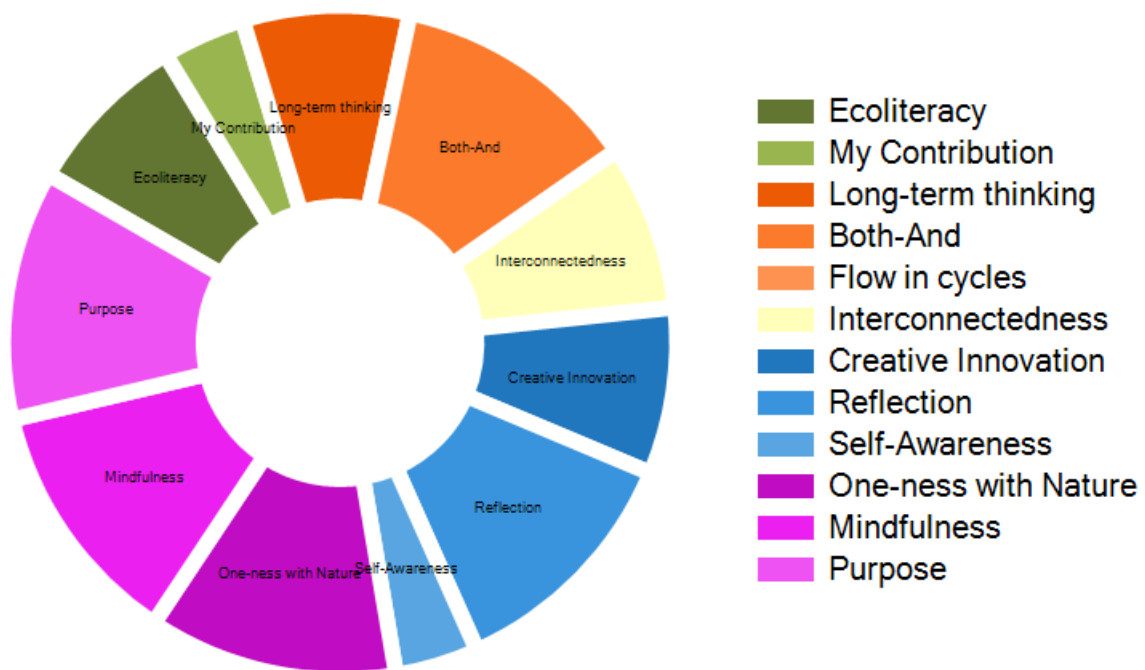 Long-term thinking
My Contribution
Both-And
Ecoliteracy
Interconnectedness
Purpose
Creative Innovation
Mindfulness
Reflection
One-ness with Nature
Self-Awareness
Ecoliteracy
My Contribution
Long-term thinking
Both-And
Flow in cycles
Interconnectedness
Creative Innovation
Reflection
Self-Awareness
One-ness with Nature
Mindfulness
Purpose